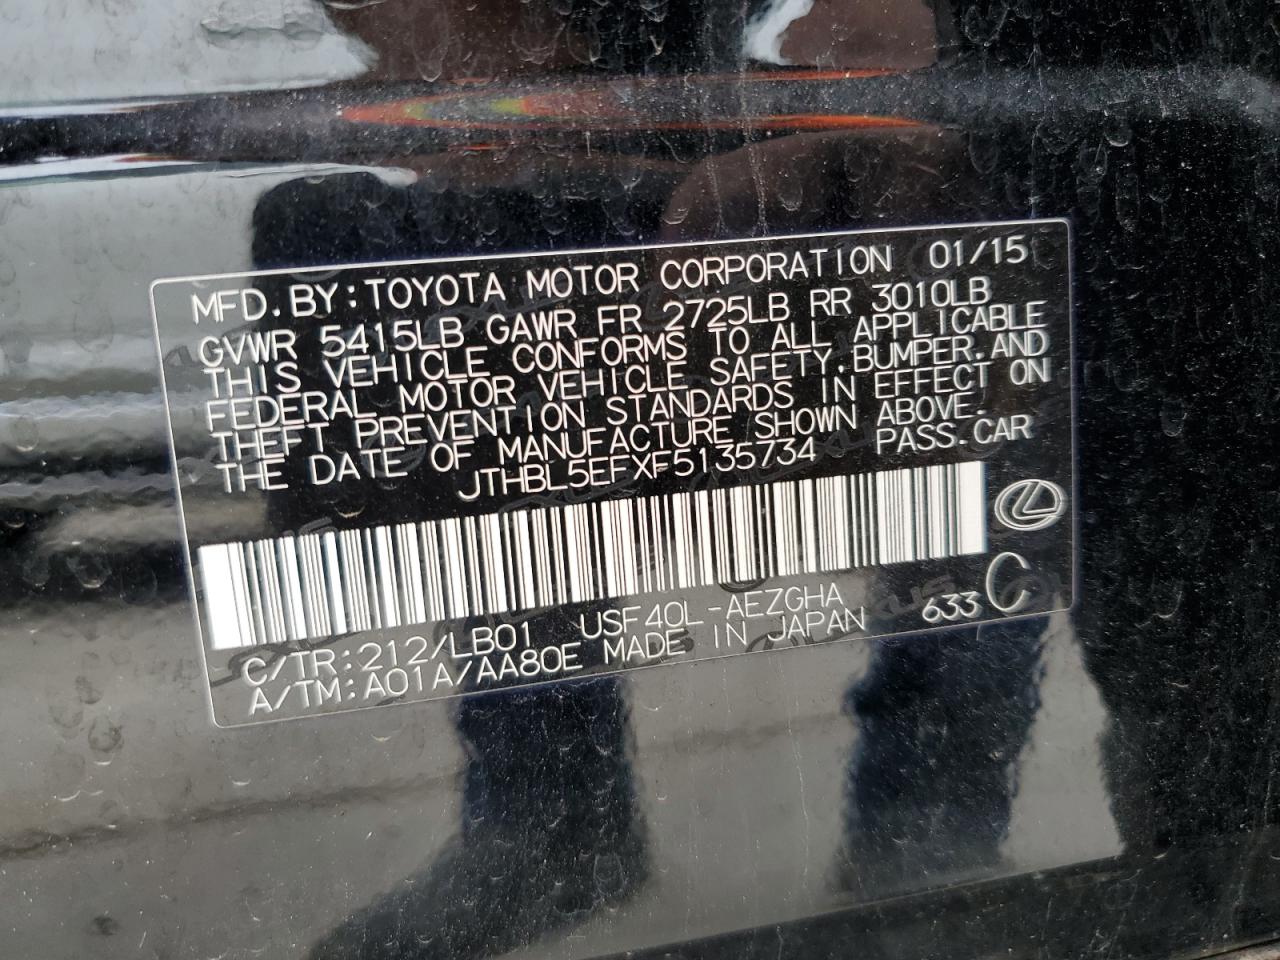 MFD.BY:TOYOTA MOTOR CORPORATION 01/15
GVWR 5415LB GAWR FR 2725LB RR 3010LB
THIS VEHICLE CONFORMS TO ALL APPLICABLE
FEDERAL MOTOR VEHICLE SAFETY,BUMPER,AND
THEFT PREVENTION STANDARDS IN EFFECT ON
THE DATE OF MANUFACTURE SHOWN ABOVE.
JTHBL5EFXF5135734 PASS.CAR
C/TR:212/LB01 USF40L-AEZGHA
A/TM:A01A/AA80E MADE IN JAPAN 633 C